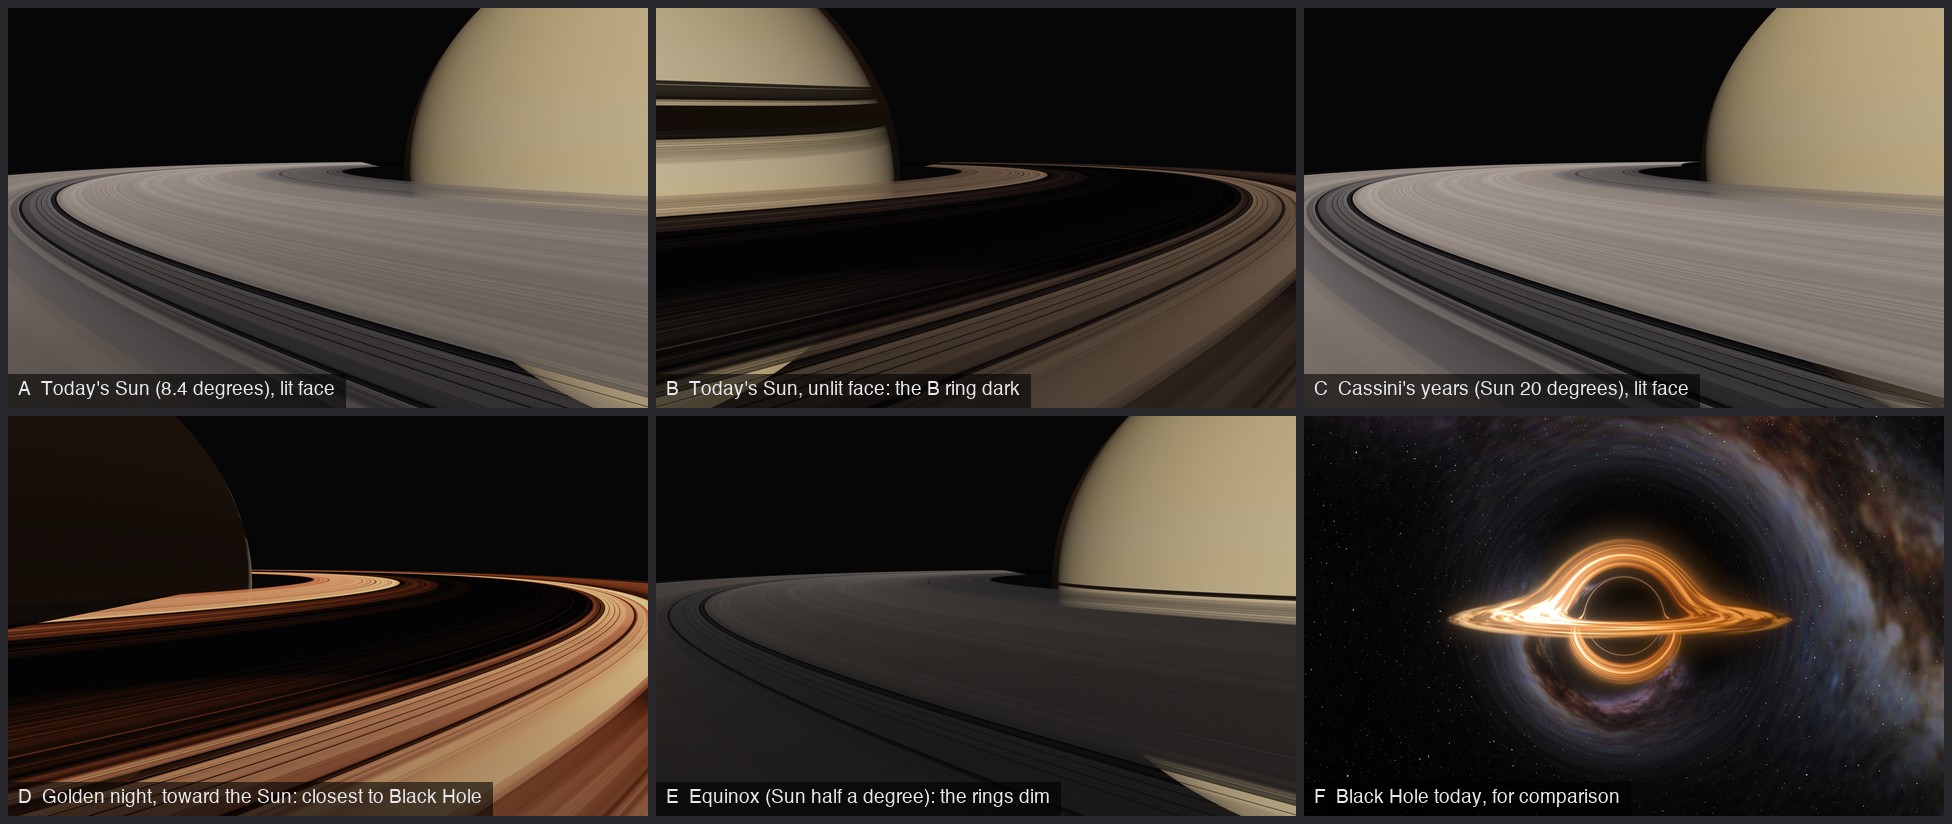 A Today's Sun (8.4 degrees), lit face
B Today's Sun, unlit face: the B ring dark
C Cassini's years (Sun 20 degrees), lit face
D Golden night, toward the Sun: closest to Black Hole
E Equinox (Sun half a degree): the rings dim
F Black Hole today, for comparison